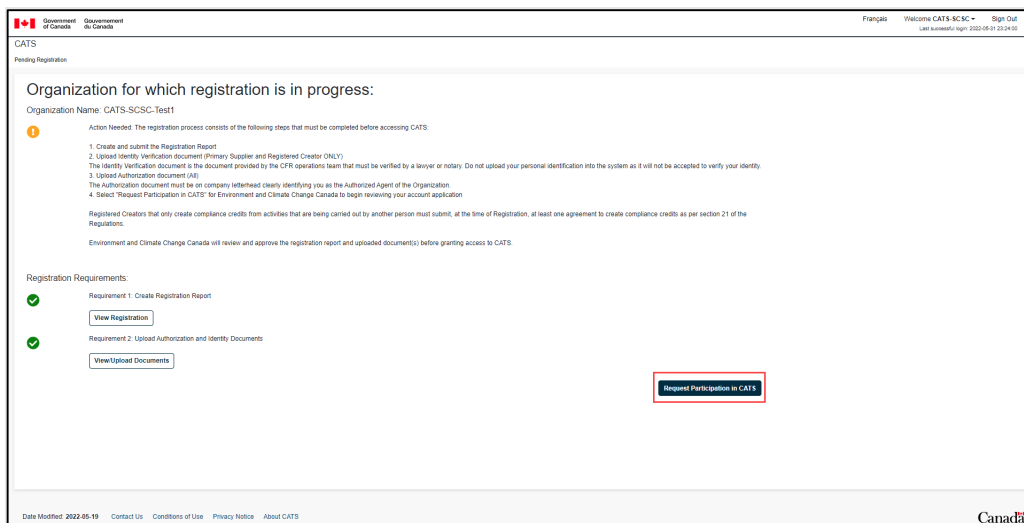 Government of Canada
Gouvernement du Canada
Français
Welcome CATS-SCSC
Sign Out
Last successful login: 2022-05-31 23:24:00
CATS
Pending Registration
Organization for which registration is in progress:
Organization Name: CATS-SCSC-Test1
Action Needed: The registration process consists of the following steps that must be completed before accessing CATS:
1. Create and submit the Registration Report
2. Upload Identity Verification document (Primary Supplier and Registered Creator ONLY)
The Identity Verification document is the document provided by the CFR operations team that must be verified by a lawyer or notary. Do not upload your personal identification into the system as it will not be accepted to verify your identity.
3. Upload Authorization document (All)
The Authorization document must be on company letterhead clearly identifying you as the Authorized Agent of the Organization.
4. Select "Request Participation in CATS" for Environment and Climate Change Canada to begin reviewing your account application
Registered Creators that only create compliance credits from activities that are being carried out by another person must submit, at the time of Registration, at least one agreement to create compliance credits as per section 21 of the
Regulations.
Environment and Climate Change Canada will review and approve the registration report and uploaded document(s) before granting access to CATS.
Registration Requirements:
Requirement 1: Create Registration Report
View Registration
Requirement 2: Upload Authorization and Identity Documents
View/Upload Documents
Request Participation in CATS
Date Modified: 2022-05-19
Contact Us
Conditions of Use
Privacy Notice
About CATS
Canada